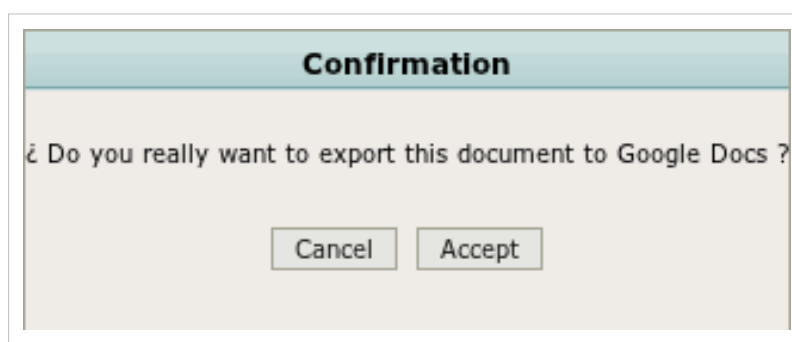 Confirmation
¿ Do you really want to export this document to Google Docs ?
Cancel Accept